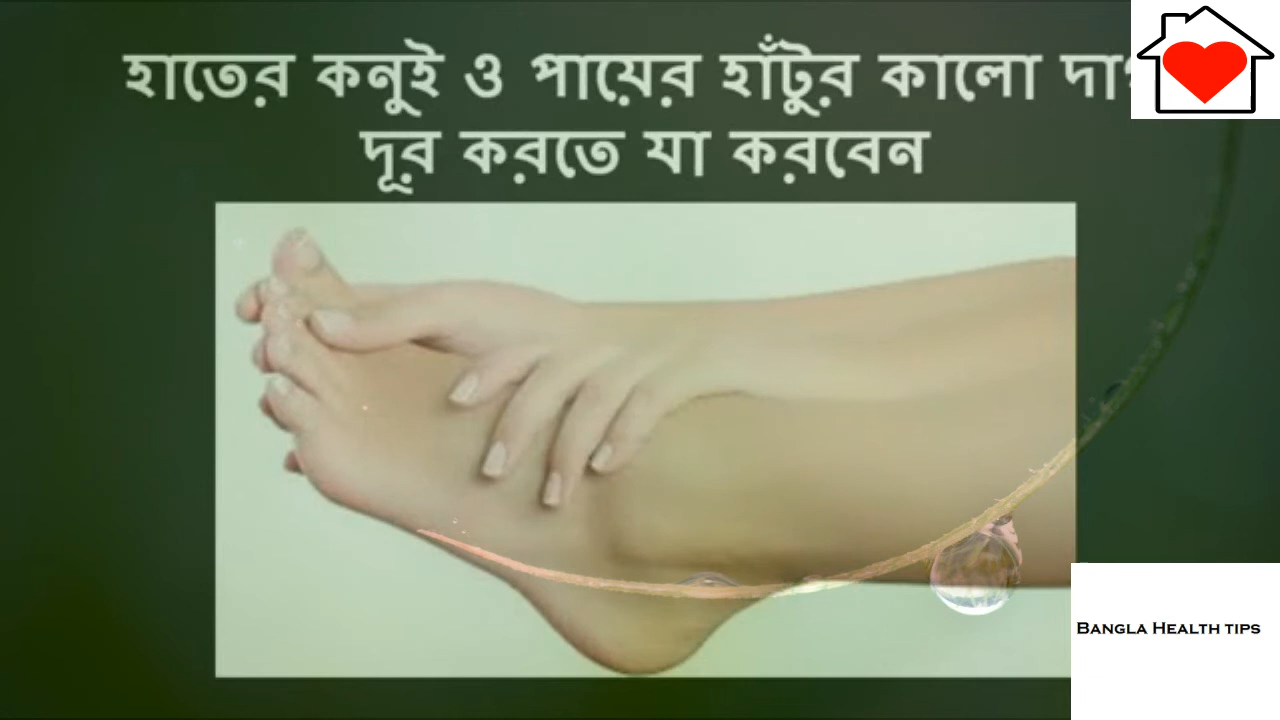 হাতের কনুই ও পায়ের হাঁটুর কালো
দূর করতে যা করবেন
BANGLA HEALTH TIPS